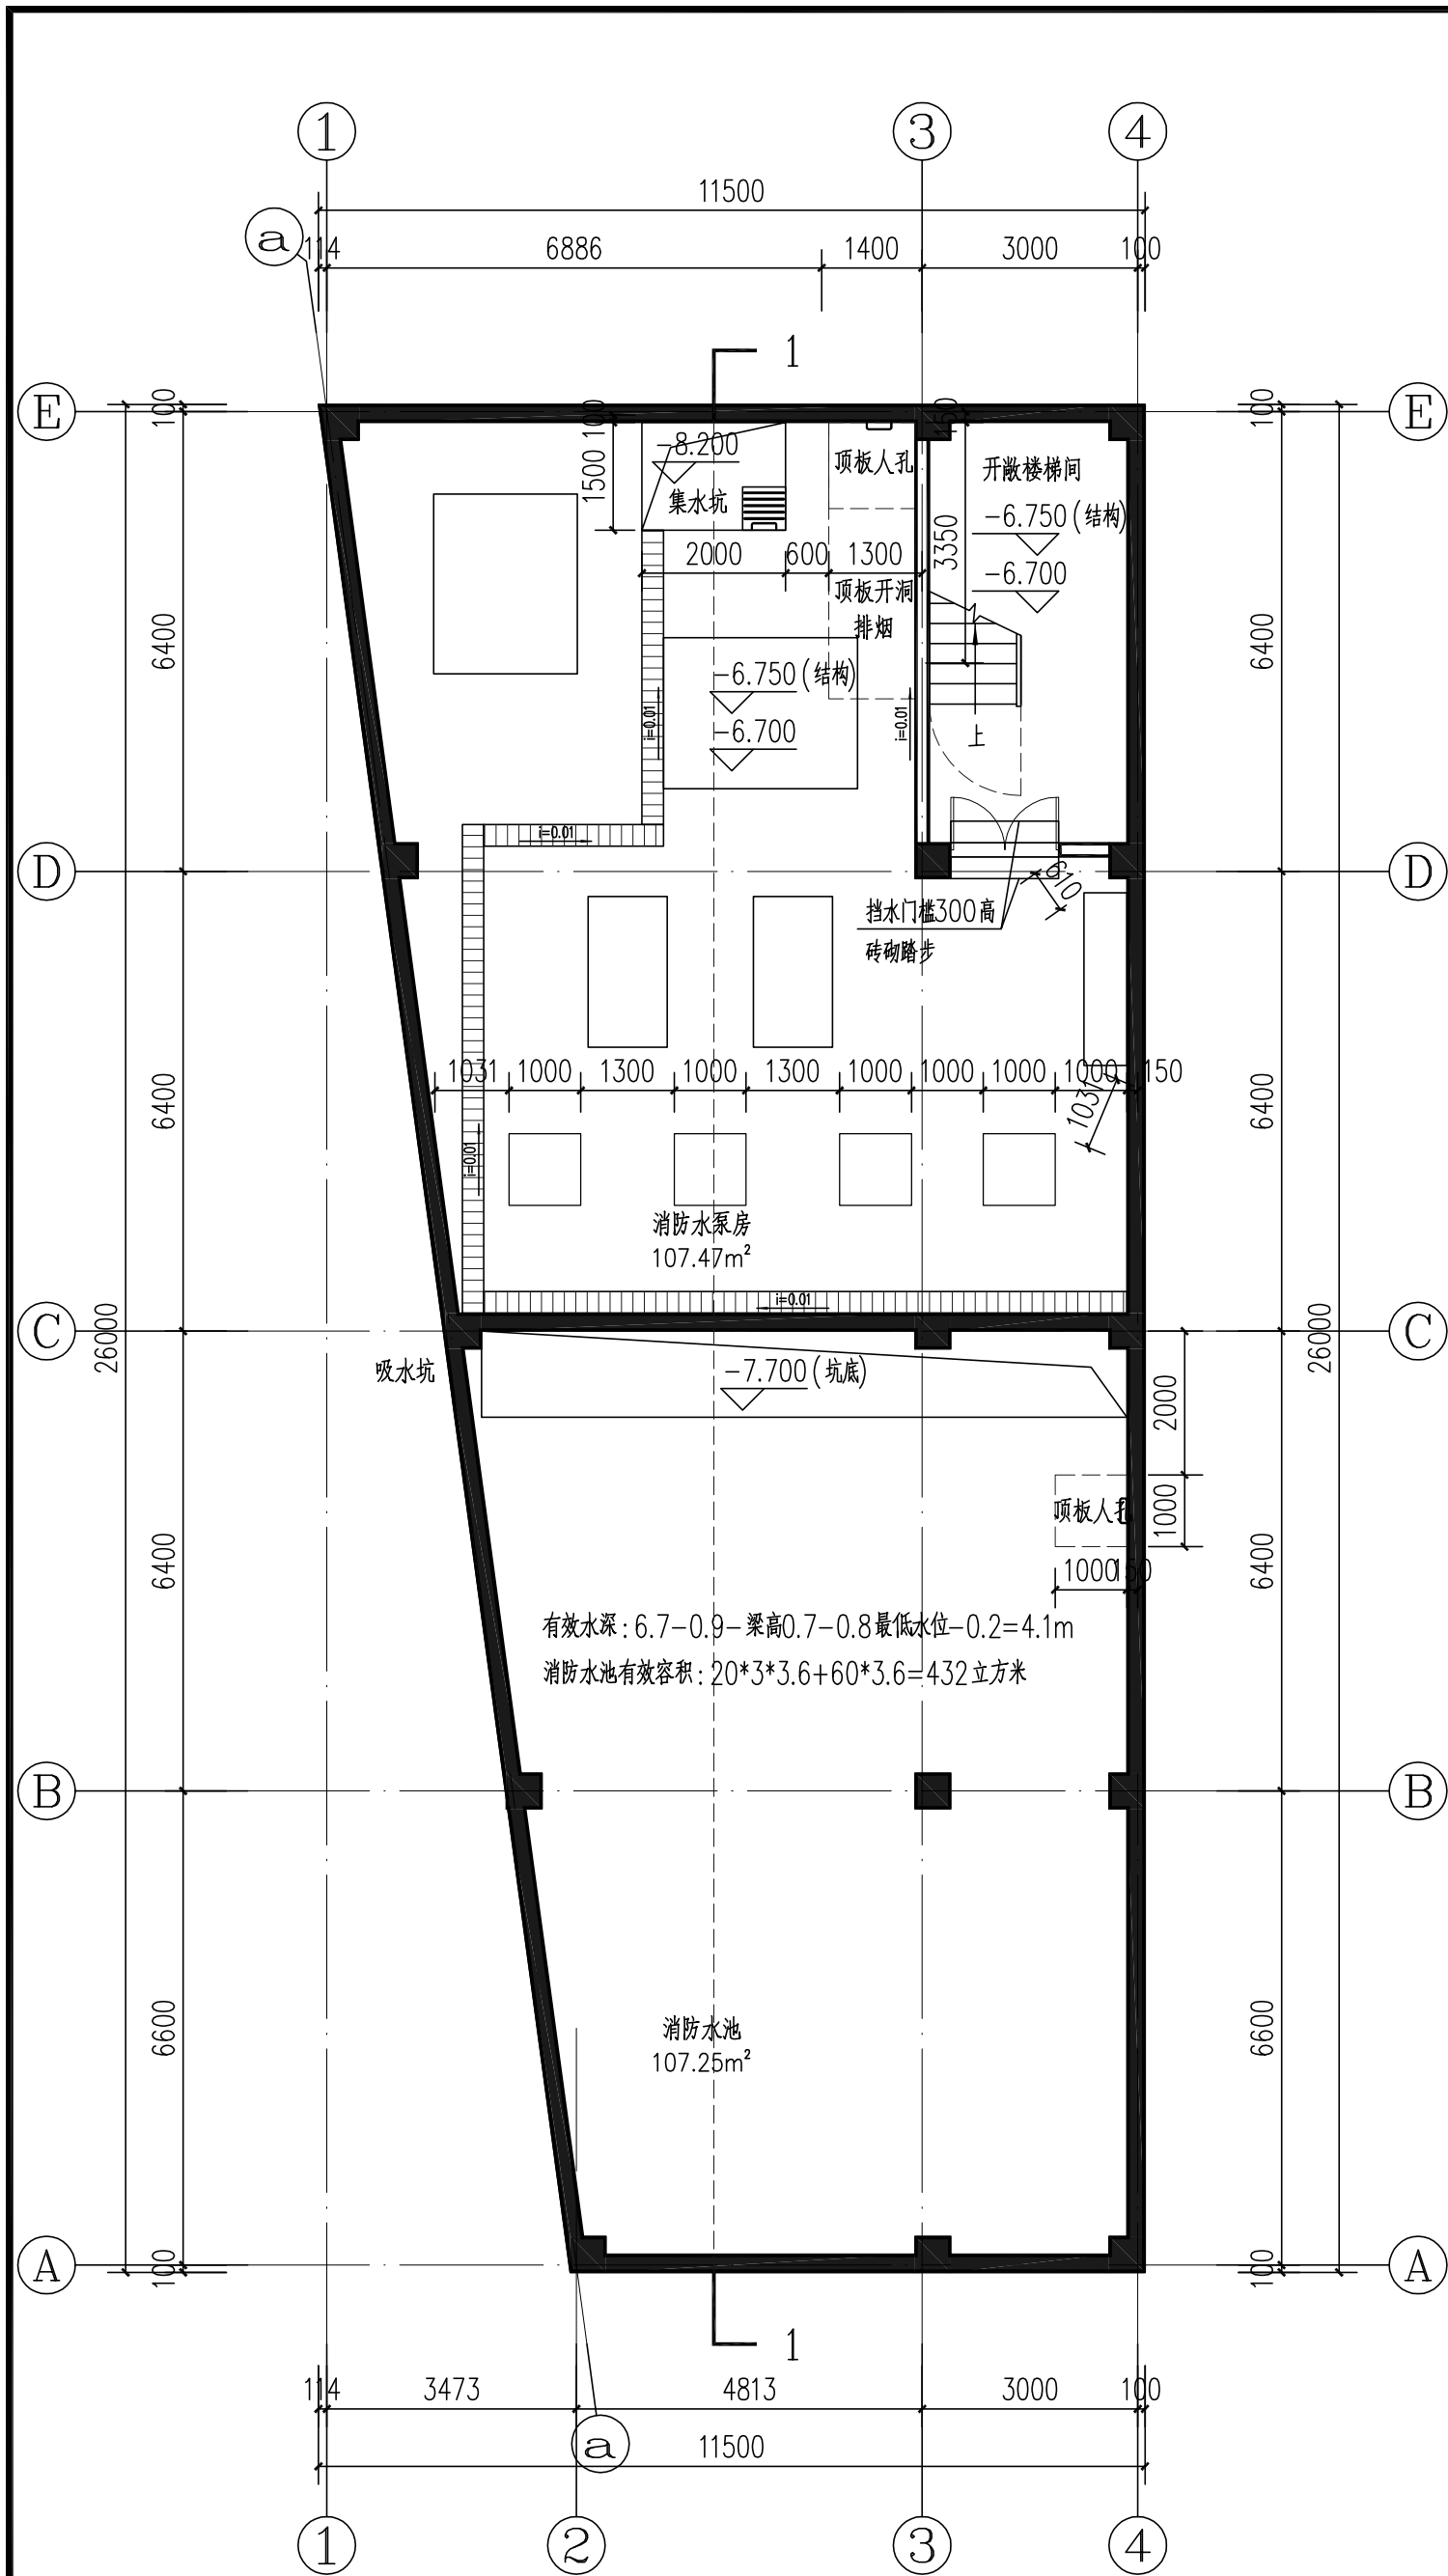 1
3
4
11500
a
114
6886
1400
3000
100
1
E
100
100
E
100
150
-8.200
顶板人孔
开敞楼梯间
1500
集水坑
-6.750(结构)
3350
2000
600
1300
-6.700
顶板开洞
排烟
6400
6400
-6.750(结构)
i=0.01
i=0.01
-6.700
上
i=0.01
D
D
610
挡水门槛300高
砖砌踏步
1031
1000
1300
1000
1300
1000
1000
1000
1000
150
6400
1031
6400
i=0.01
消防水泵房
107.47m²
i=0.01
C
26000
26000
C
吸水坑
-7.700(坑底)
2000
顶板人孔
1000
6400
6400
1000
150
有效水深:6.7-0.9-梁高0.7-0.8最低水位-0.2=4.1m
消防水池有效容积:20*3*3.6+60*3.6=432立方米
B
B
6600
6600
消防水池
107.25m²
A
100
100
A
1
114
3473
4813
3000
100
a
11500
1
2
3
4